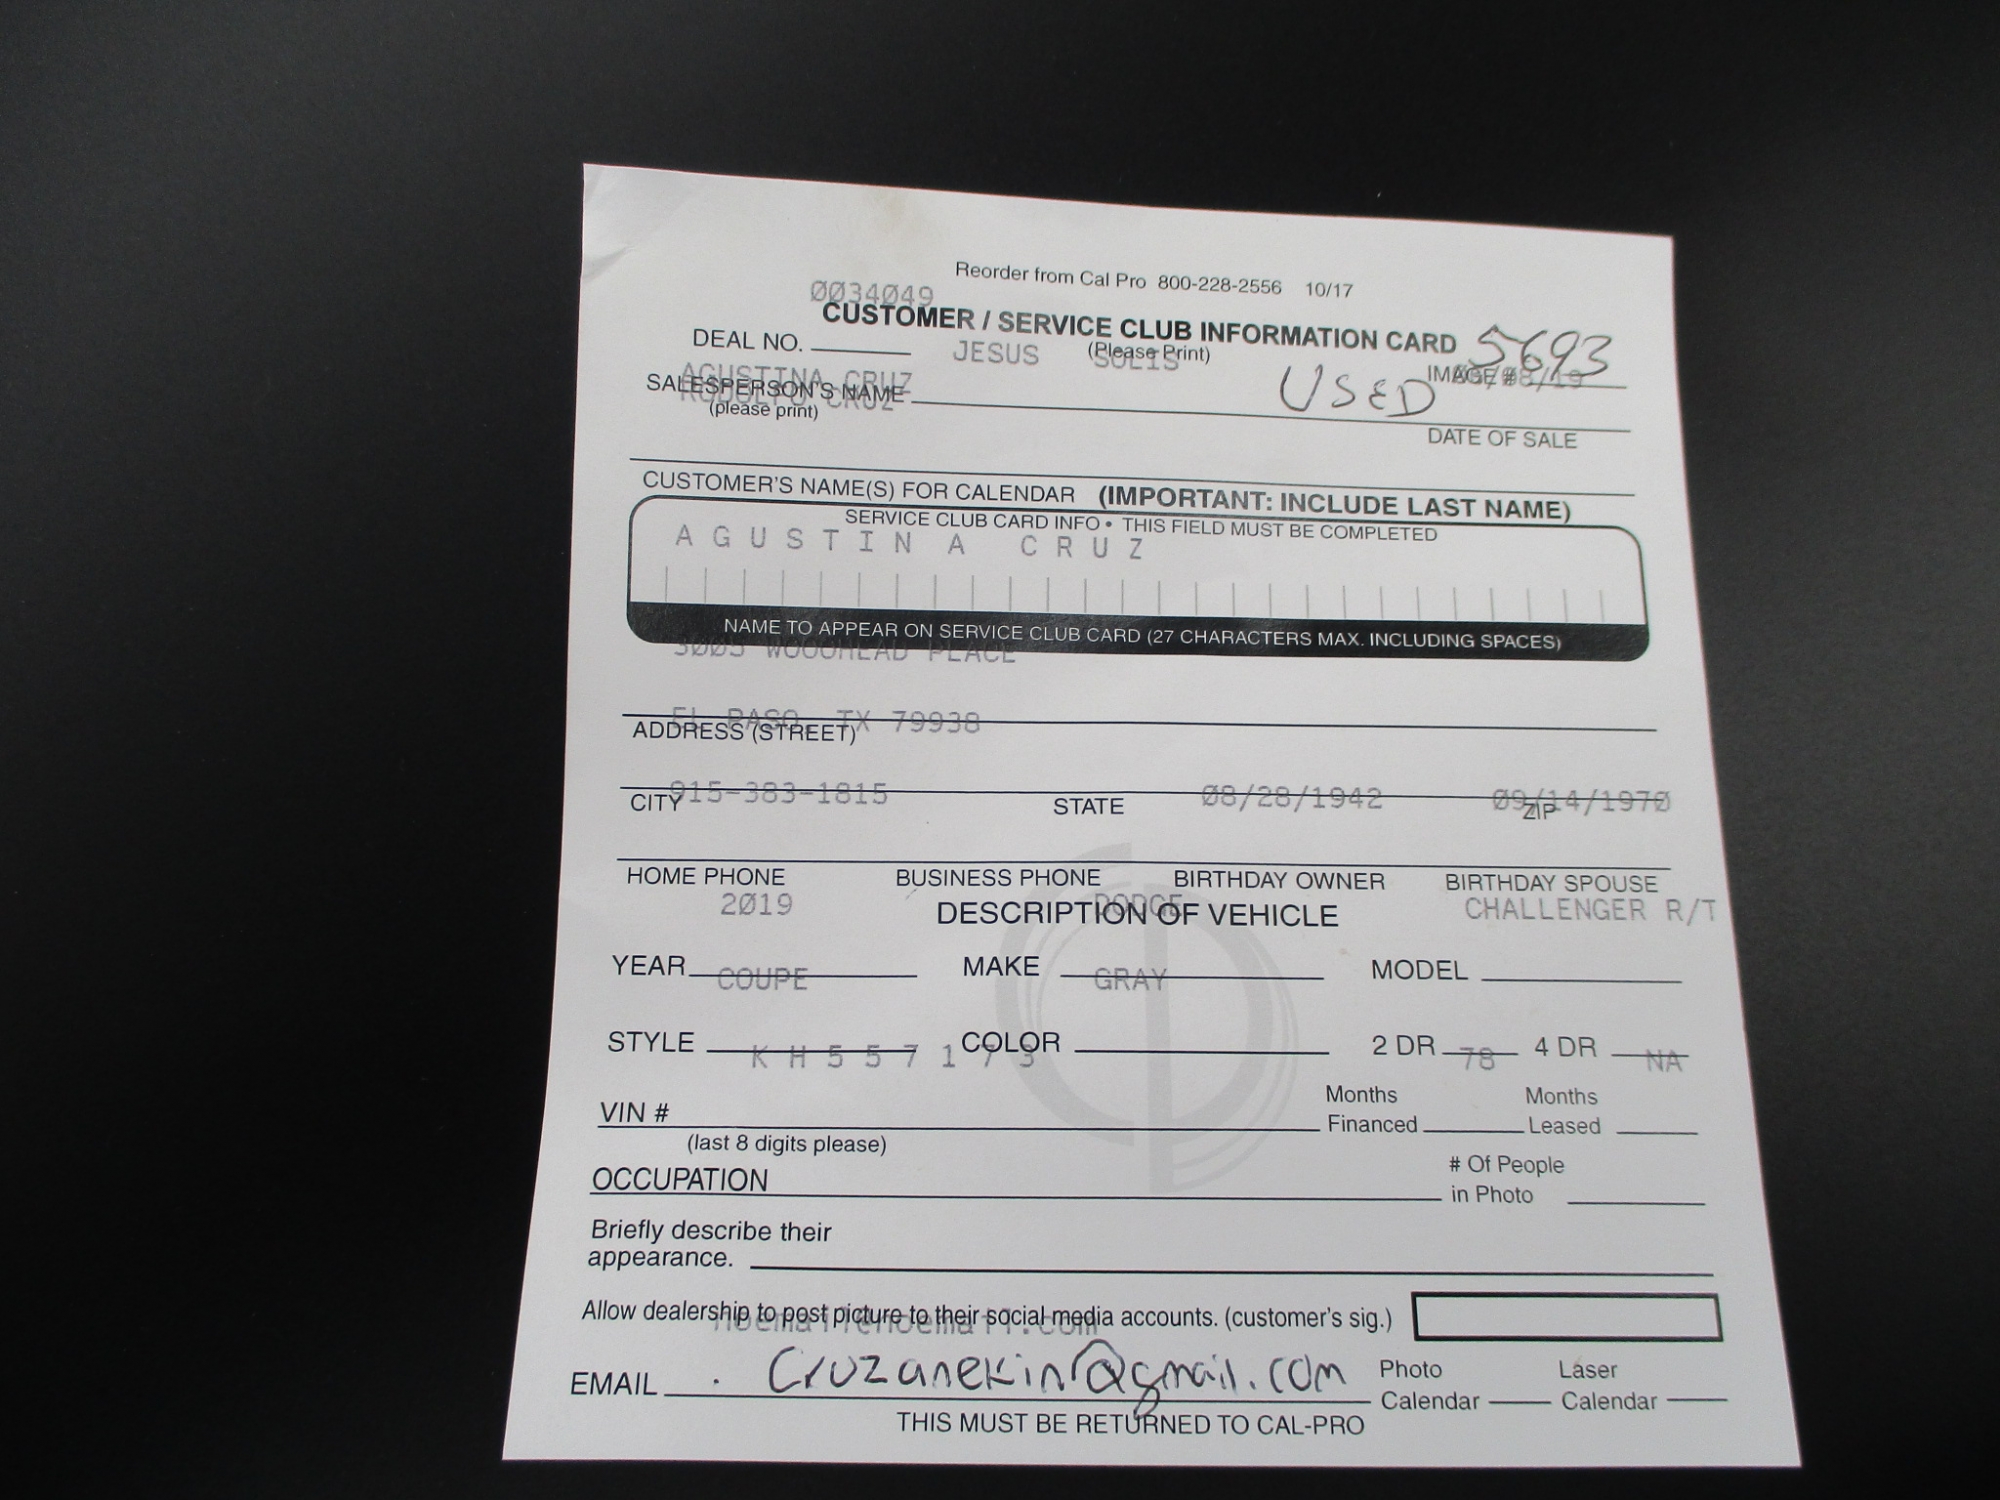 Reorder from Cal Pro 800-228-2556 10/17
0034049
CUSTOMER / SERVICE CLUB INFORMATION CARD 5693
DEAL NO. JESUS SOLIS (Please Print)
IMAGE #
AGUSTINA CRUZ
SALESPERSON'S NAME USED
RODOLFO CRUZ
(please print)
DATE OF SALE
CUSTOMER'S NAME(S) FOR CALENDAR (IMPORTANT: INCLUDE LAST NAME)
SERVICE CLUB CARD INFO • THIS FIELD MUST BE COMPLETED
AGUSTINA CRUZ
NAME TO APPEAR ON SERVICE CLUB CARD (27 CHARACTERS MAX. INCLUDING SPACES)
PLACE
EL PASO, TX 79938
ADDRESS (STREET)
915-383-1815 08/28/1942 09/14/1970
CITY STATE ZIP
HOME PHONE BUSINESS PHONE BIRTHDAY OWNER BIRTHDAY SPOUSE
2019 DODGE CHALLENGER R/T
DESCRIPTION OF VEHICLE
YEAR MAKE MODEL
COUPE GRAY
STYLE COLOR 2 DR 4 DR
KH557173 78 NA
VIN # Months Financed Months Leased
(last 8 digits please)
OCCUPATION # Of People in Photo
Briefly describe their
appearance.
Allow dealership to post picture to their social media accounts. (customer's sig.)
EMAIL Cruzanekin@gmail.com Photo Calendar Laser Calendar
THIS MUST BE RETURNED TO CAL-PRO